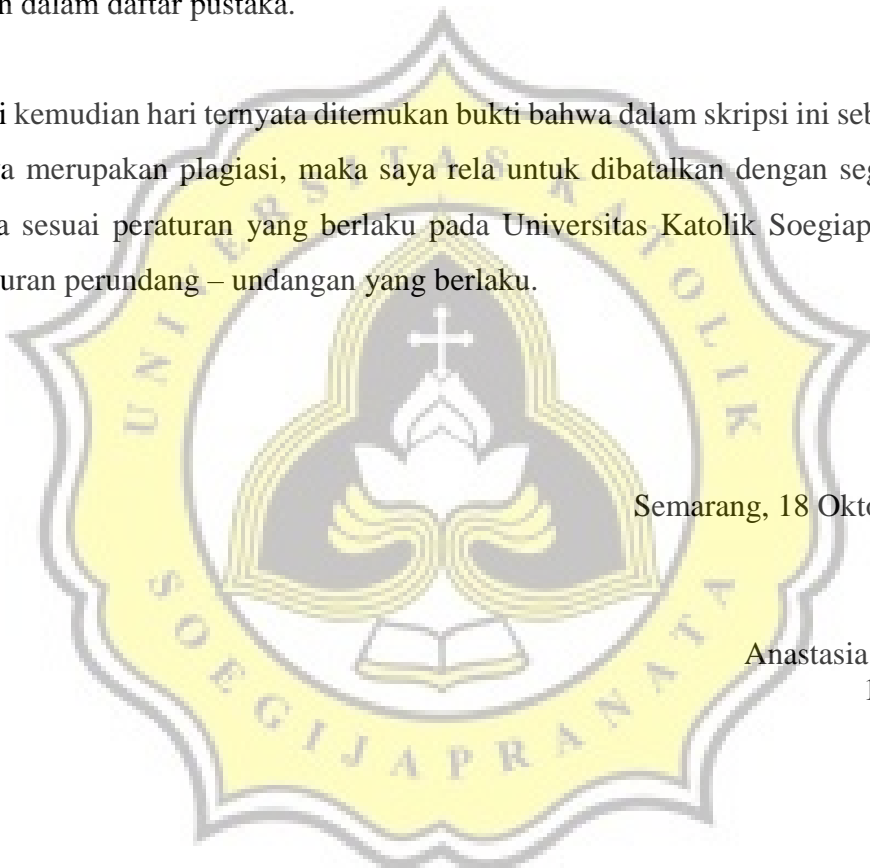 dalam daftar pustaka.
i kemudian hari ternyata ditemukan bukti bahwa dalam skripsi ini seb
a merupakan plagiasi, maka saya rela untuk dibatalkan dengan seg
a sesuai peraturan yang berlaku pada Universitas Katolik Soegiap
uran perundang – undangan yang berlaku.
UNIVERSITAS KATOLIK
Semarang, 18 Okto
SOEGIJAPRANATA
Anastasia
1